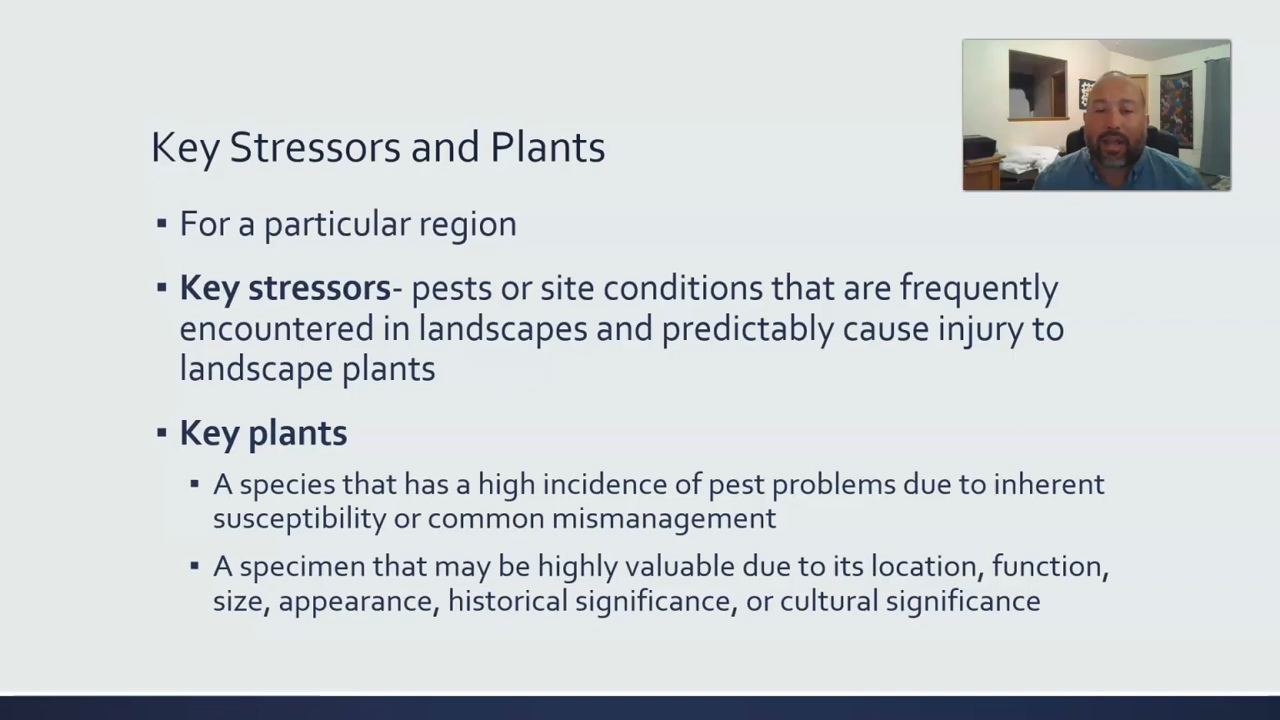 Key Stressors and Plants
▪ For a particular region
▪ Key stressors- pests or site conditions that are frequently
encountered in landscapes and predictably cause injury to
landscape plants
▪ Key plants
▪ A species that has a high incidence of pest problems due to inherent
susceptibility or common mismanagement
▪ A specimen that may be highly valuable due to its location, function,
size, appearance, historical significance, or cultural significance